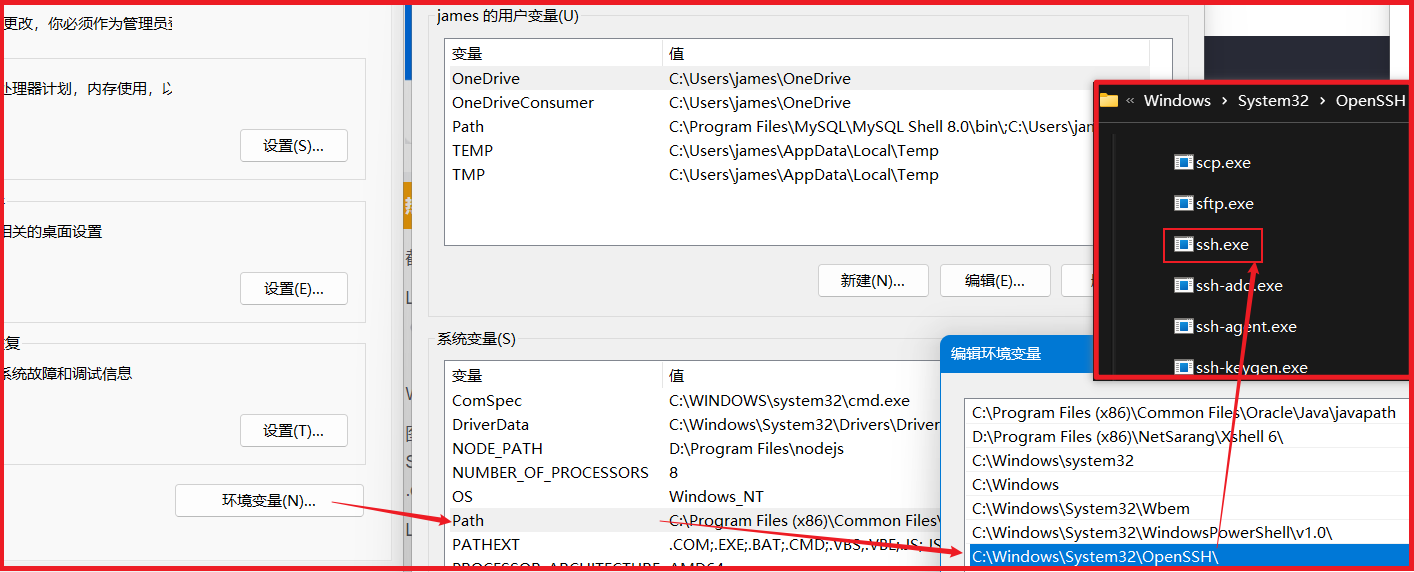 更改，你必须作为管理员
处理器计划，内存使用，以
设置(S)...
相关的桌面设置
设置(E)...
系统故障和调试信息
设置(T)...
环境变量(N)...
james 的用户变量(U)
变量 值
OneDrive C:\Users\james\OneDrive
OneDriveConsumer C:\Users\james\OneDrive
Path C:\Program Files\MySQL\MySQL Shell 8.0\bin\;C:\Users\jam
TEMP C:\Users\james\AppData\Local\Temp
TMP C:\Users\james\AppData\Local\Temp
新建(N)...
编辑(E)...
系统变量(S)
变量 值
ComSpec C:\WINDOWS\system32\cmd.exe
DriverData C:\Windows\System32\Drivers\Driver
NODE_PATH D:\Program Files\nodejs
NUMBER_OF_PROCESSORS 8
OS Windows_NT
Path C:\Program Files (x86)\Common Files\
PATHEXT .COM;.EXE;.BAT;.CMD;.VBS;.VBE;.JS;.JS
PROCESSOR_ARCHITECTURE AMD64
« Windows › System32 › OpenSSH
scp.exe
sftp.exe
ssh.exe
ssh-add.exe
ssh-agent.exe
ssh-keygen.exe
编辑环境变量
C:\Program Files (x86)\Common Files\Oracle\Java\javapath
D:\Program Files (x86)\NetSarang\Xshell 6\
C:\Windows\system32
C:\Windows
C:\Windows\System32\Wbem
C:\Windows\System32\WindowsPowerShell\v1.0\
C:\Windows\System32\OpenSSH\